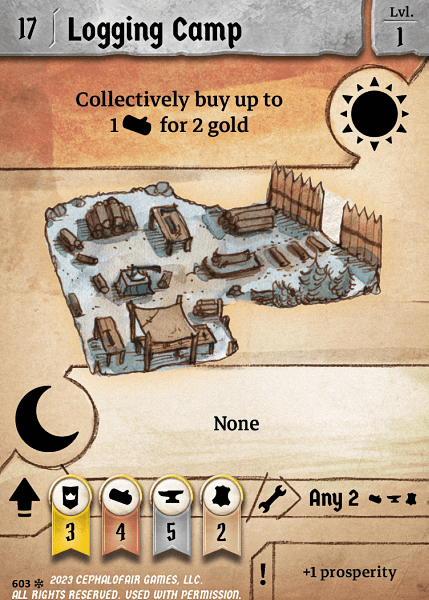 17 Logging Camp
Lvl.
1
Collectively buy up to
1 for 2 gold
None
3 4 5 2
Any 2
! +1 prosperity
603 2023 CEPHALOFAIR GAMES, LLC.
ALL RIGHTS RESERVED. USED WITH PERMISSION.